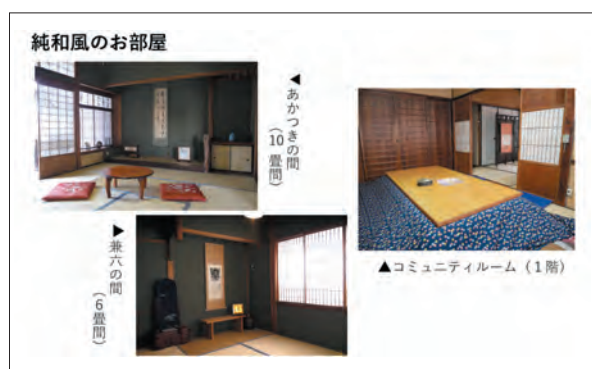 純和風のお部屋
◀あかつきの間
(10畳間)
▶兼六の間
(6畳間)
▲コミュニティルーム(1階)